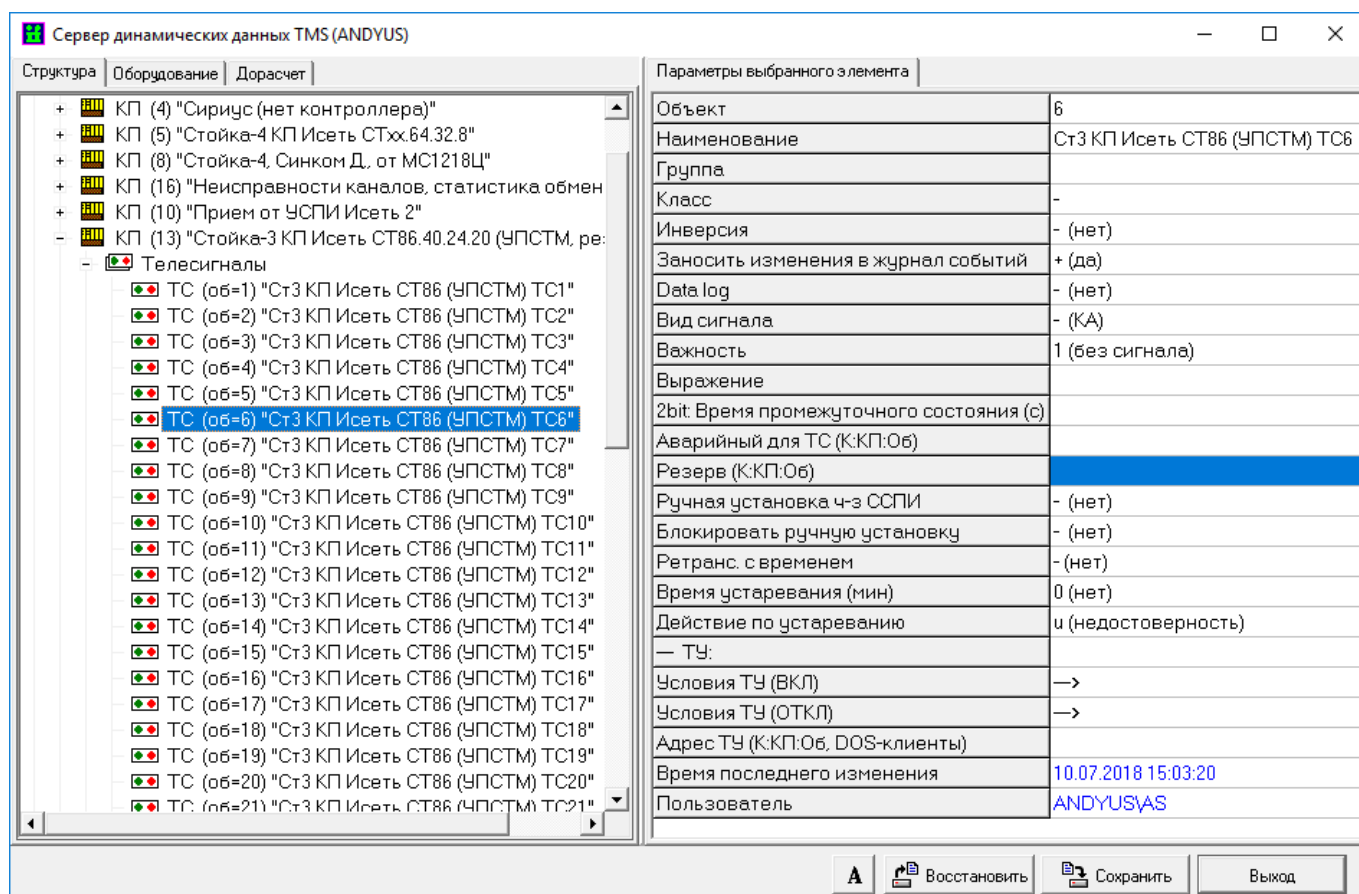 Сервер динамических данных TMS (ANDYUS)
Структура Оборудование Дорасчет
КП (4) "Сириус (нет контроллера)"
КП (5) "Стойка-4 КП Исеть СТxx.64.32.8"
КП (8) "Стойка-4, Синком Д, от МС1218Ц"
КП (16) "Неисправности каналов, статистика обмен
КП (10) "Прием от УСПИ Исеть 2"
КП (13) "Стойка-3 КП Исеть СТ86.40.24.20 (УПСТМ, ре
Телесигналы
ТС (об=1) "Ст3 КП Исеть СТ86 (УПСТМ) ТС1"
ТС (об=2) "Ст3 КП Исеть СТ86 (УПСТМ) ТС2"
ТС (об=3) "Ст3 КП Исеть СТ86 (УПСТМ) ТС3"
ТС (об=4) "Ст3 КП Исеть СТ86 (УПСТМ) ТС4"
ТС (об=5) "Ст3 КП Исеть СТ86 (УПСТМ) ТС5"
ТС (об=6) "Ст3 КП Исеть СТ86 (УПСТМ) ТС6"
ТС (об=7) "Ст3 КП Исеть СТ86 (УПСТМ) ТС7"
ТС (об=8) "Ст3 КП Исеть СТ86 (УПСТМ) ТС8"
ТС (об=9) "Ст3 КП Исеть СТ86 (УПСТМ) ТС9"
ТС (об=10) "Ст3 КП Исеть СТ86 (УПСТМ) ТС10"
ТС (об=11) "Ст3 КП Исеть СТ86 (УПСТМ) ТС11"
ТС (об=12) "Ст3 КП Исеть СТ86 (УПСТМ) ТС12"
ТС (об=13) "Ст3 КП Исеть СТ86 (УПСТМ) ТС13"
ТС (об=14) "Ст3 КП Исеть СТ86 (УПСТМ) ТС14"
ТС (об=15) "Ст3 КП Исеть СТ86 (УПСТМ) ТС15"
ТС (об=16) "Ст3 КП Исеть СТ86 (УПСТМ) ТС16"
ТС (об=17) "Ст3 КП Исеть СТ86 (УПСТМ) ТС17"
ТС (об=18) "Ст3 КП Исеть СТ86 (УПСТМ) ТС18"
ТС (об=19) "Ст3 КП Исеть СТ86 (УПСТМ) ТС19"
ТС (об=20) "Ст3 КП Исеть СТ86 (УПСТМ) ТС20"
ТС (об=21) "Ст3 КП Исеть СТ86 (УПСТМ) ТС21"
Параметры выбранного элемента
Объект 6
Наименование Ст3 КП Исеть СТ86 (УПСТМ) ТС6
Группа
Класс -
Инверсия - (нет)
Заносить изменения в журнал событий + (да)
Data log - (нет)
Вид сигнала - (КА)
Важность 1 (без сигнала)
Выражение
2bit: Время промежуточного состояния (с)
Аварийный для ТС (К:КП:Об)
Резерв (К:КП:Об)
Ручная установка ч-з ССПИ - (нет)
Блокировать ручную установку - (нет)
Ретранс. с временем - (нет)
Время устаревания (мин) 0 (нет)
Действие по устареванию u (недостоверность)
— ТУ:
Условия ТУ (ВКЛ) —>
Условия ТУ (ОТКЛ) —>
Адрес ТУ (К:КП:Об, DOS-клиенты)
Время последнего изменения 10.07.2018 15:03:20
Пользователь ANDYUS\AS
А Восстановить Сохранить Выход